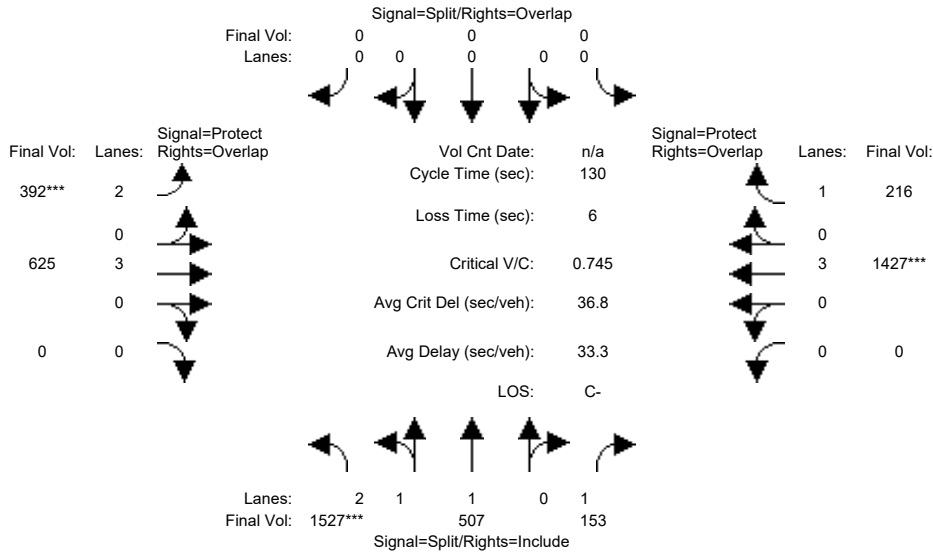 Signal=Split/Rights=Overlap
Final Vol: 0 0 0
Lanes: 0 0 0 0 0
Signal=Protect
Final Vol: Lanes: Rights=Overlap
Vol Cnt Date: n/a
Signal=Protect
Rights=Overlap Lanes: Final Vol:
Cycle Time (sec): 130
392*** 2
1 216
Loss Time (sec): 6
0
0
625 3
Critical V/C: 0.745
3 1427***
0
Avg Crit Del (sec/veh): 36.8
0
0 0
Avg Delay (sec/veh): 33.3
0 0
LOS: C-
Lanes: 2 1 1 0 1
Final Vol: 1527*** 507 153
Signal=Split/Rights=Include